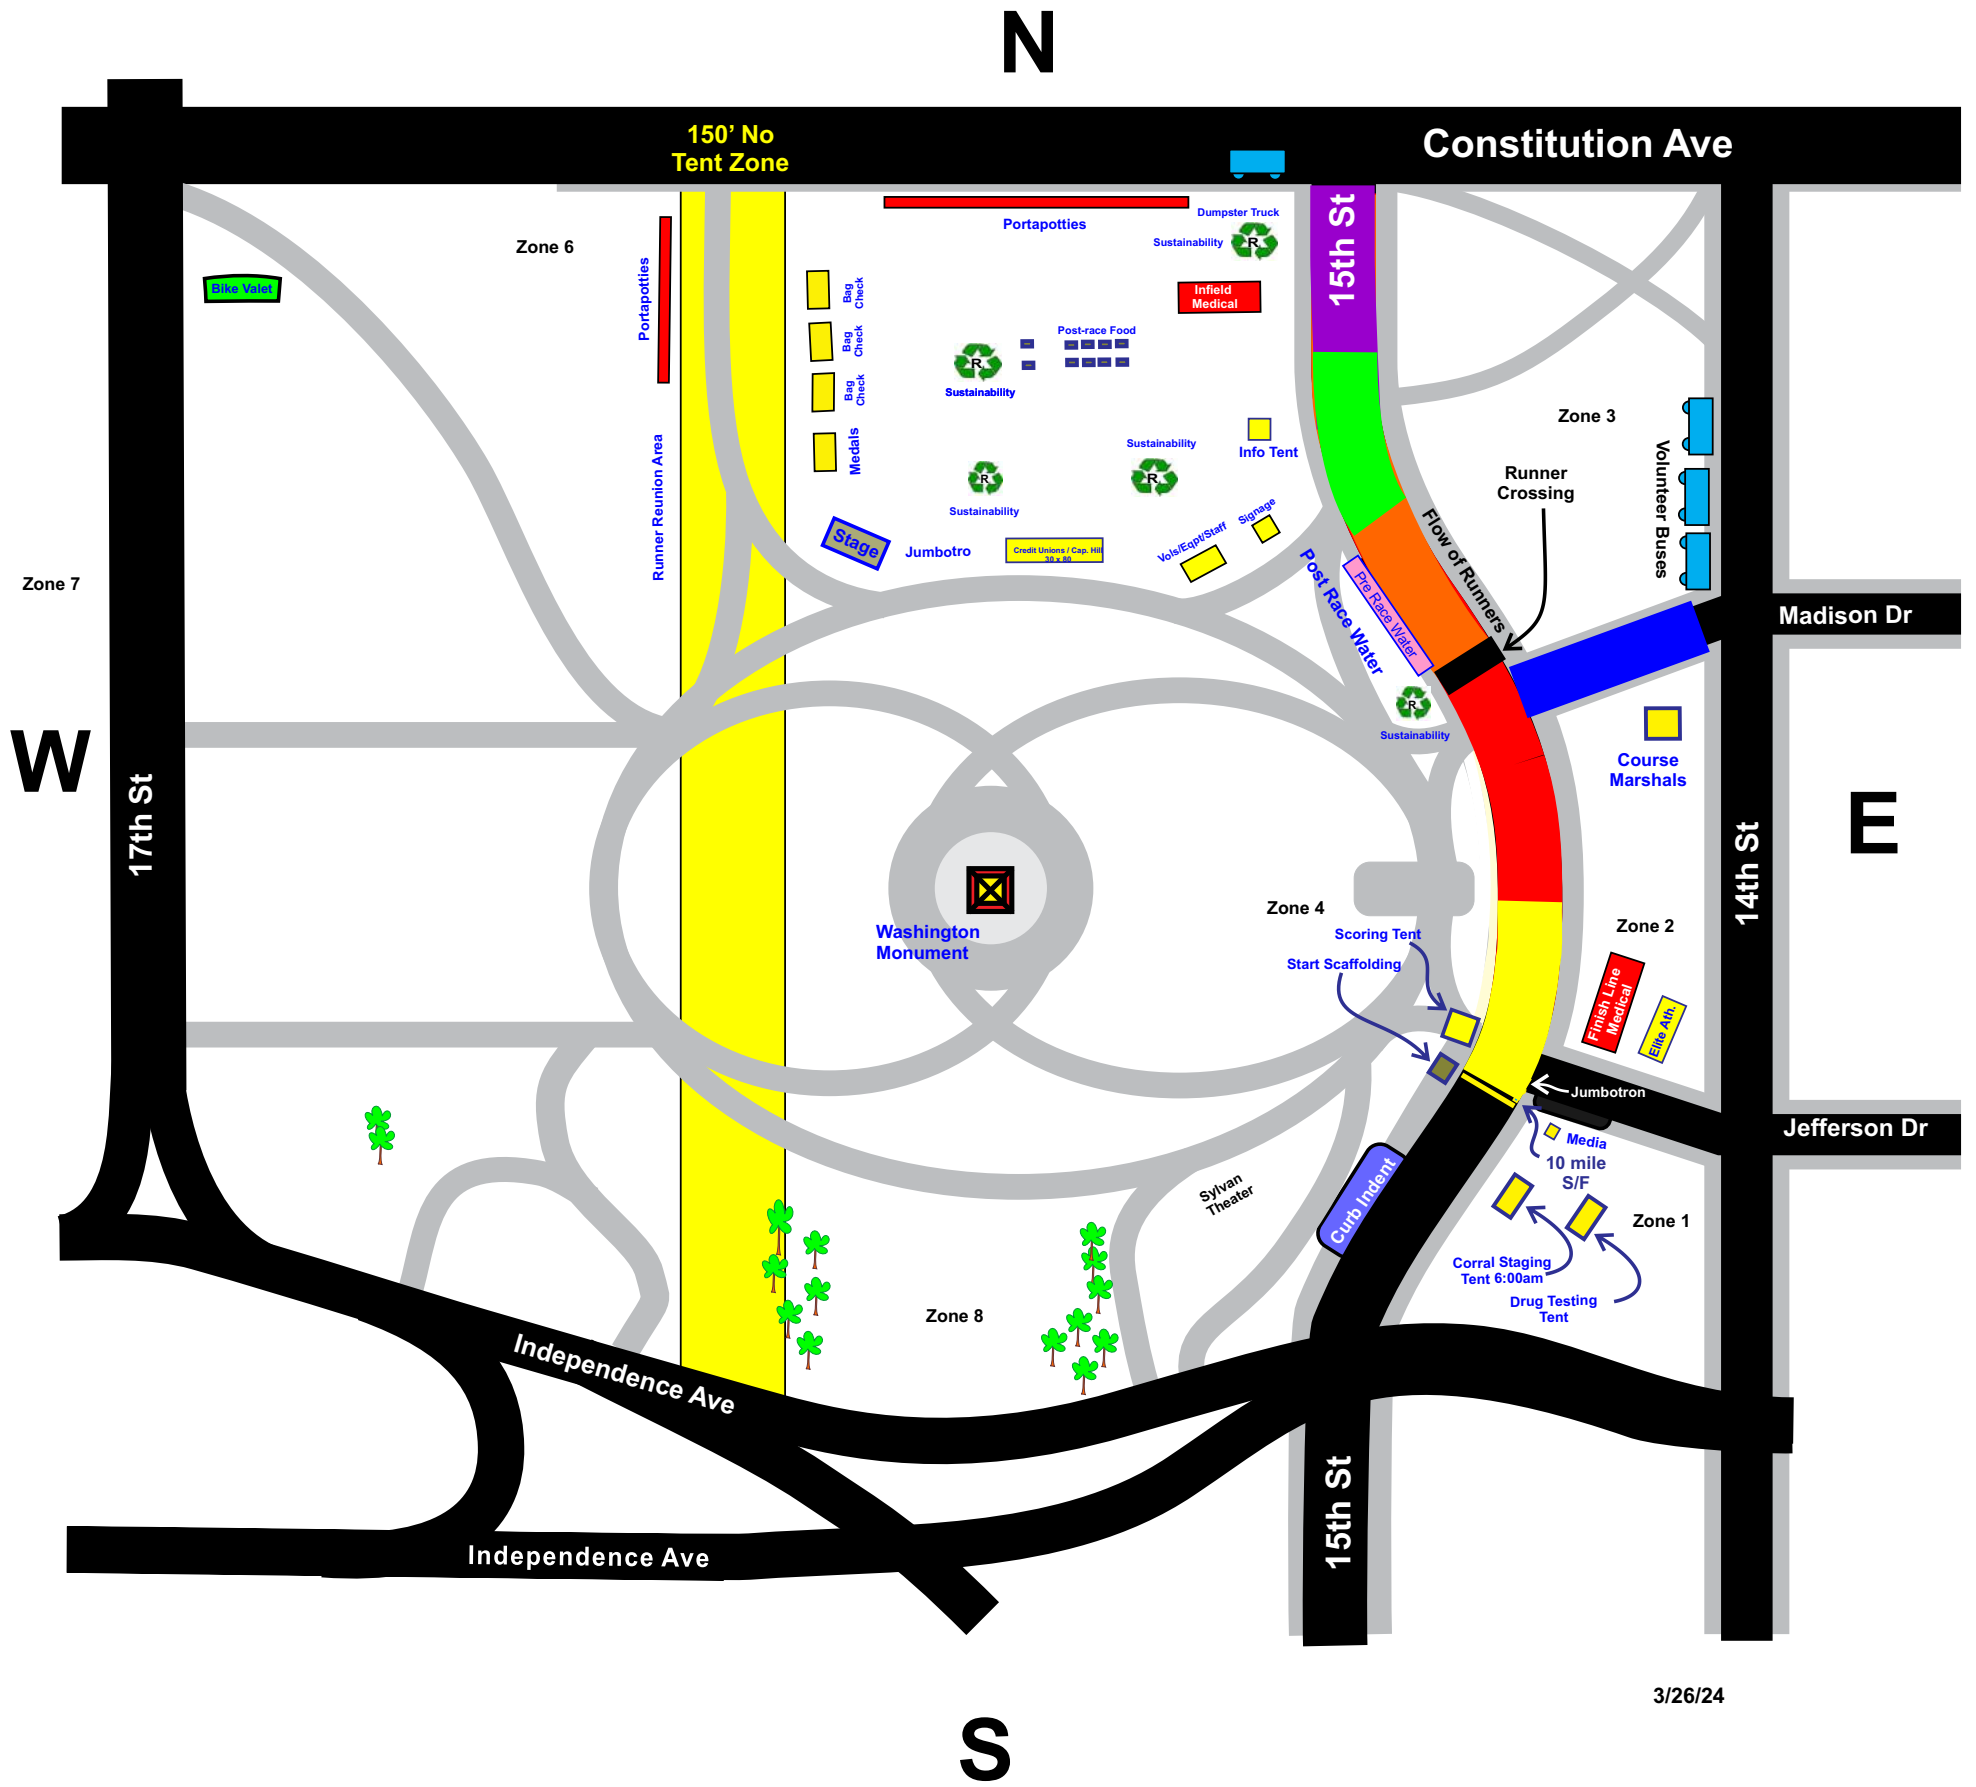 N
150’ No
Tent Zone
Constitution Ave
Portapotties
Dumpster Truck
Sustainability
R
15th St
Zone 6
Bike Valet
Portapotties
Bag
Check
Infield
Medical
Bag
Check
Post-race Food
R
Sustainability
Bag
Check
Zone 3
Info Tent
Medals
Sustainability
R
R
Sustainability
Runner
Crossing
Volunter Buses
Runner Reunion Area
Signage
Vols/Eqpt/Staff
Flow of Runners
Stage
Jumbotro
Credit Unions / Cap. Hill
30 x 80
Zone 7
Post Race Water
Pre Race Water
Madison Dr
R
Sustainability
W
Course
Marshals
17th St
E
14th St
Washington
Monument
Zone 4
Scoring Tent
Start Scaffolding
Zone 2
Finish Line
Medical
Elite Ath.
Jumbotron
Jefferson Dr
Media
10 mile
S/F
Sylvan
Theater
Curb Indent
Zone 1
Corral Staging
Tent 6:00am
Drug Testing
Tent
Zone 8
Independence Ave
15th St
Independence Ave
3/26/24
S